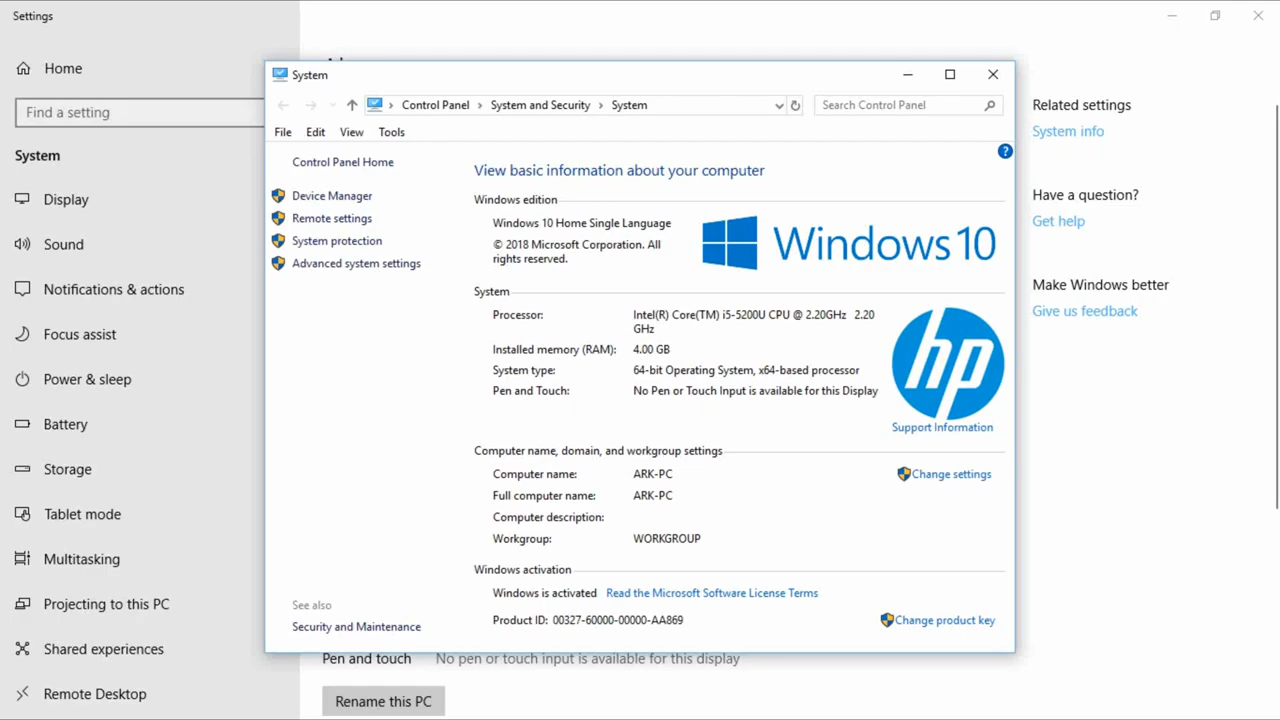 Settings
Home
Find a setting
System
Display
Sound
Notifications & actions
Focus assist
Power & sleep
Battery
Storage
Tablet mode
Multitasking
Projecting to this PC
Shared experiences
Remote Desktop
System
Control Panel > System and Security > System
Search Control Panel
File Edit View Tools
Control Panel Home
Device Manager
Remote settings
System protection
Advanced system settings
See also
Security and Maintenance
View basic information about your computer
Windows edition
Windows 10 Home Single Language
© 2018 Microsoft Corporation. All
rights reserved.
Windows 10
System
Processor: Intel(R) Core(TM) i5-5200U CPU @ 2.20GHz 2.20
GHz
Installed memory (RAM): 4.00 GB
System type: 64-bit Operating System, x64-based processor
Pen and Touch: No Pen or Touch Input is available for this Display
hp
Support Information
Computer name, domain, and workgroup settings
Computer name: ARK-PC
Change settings
Full computer name: ARK-PC
Computer description:
Workgroup: WORKGROUP
Windows activation
Windows is activated Read the Microsoft Software License Terms
Product ID: 00327-60000-00000-AA869
Change product key
Pen and touch No pen or touch input is available for this display
Rename this PC
Related settings
System info
Have a question?
Get help
Make Windows better
Give us feedback